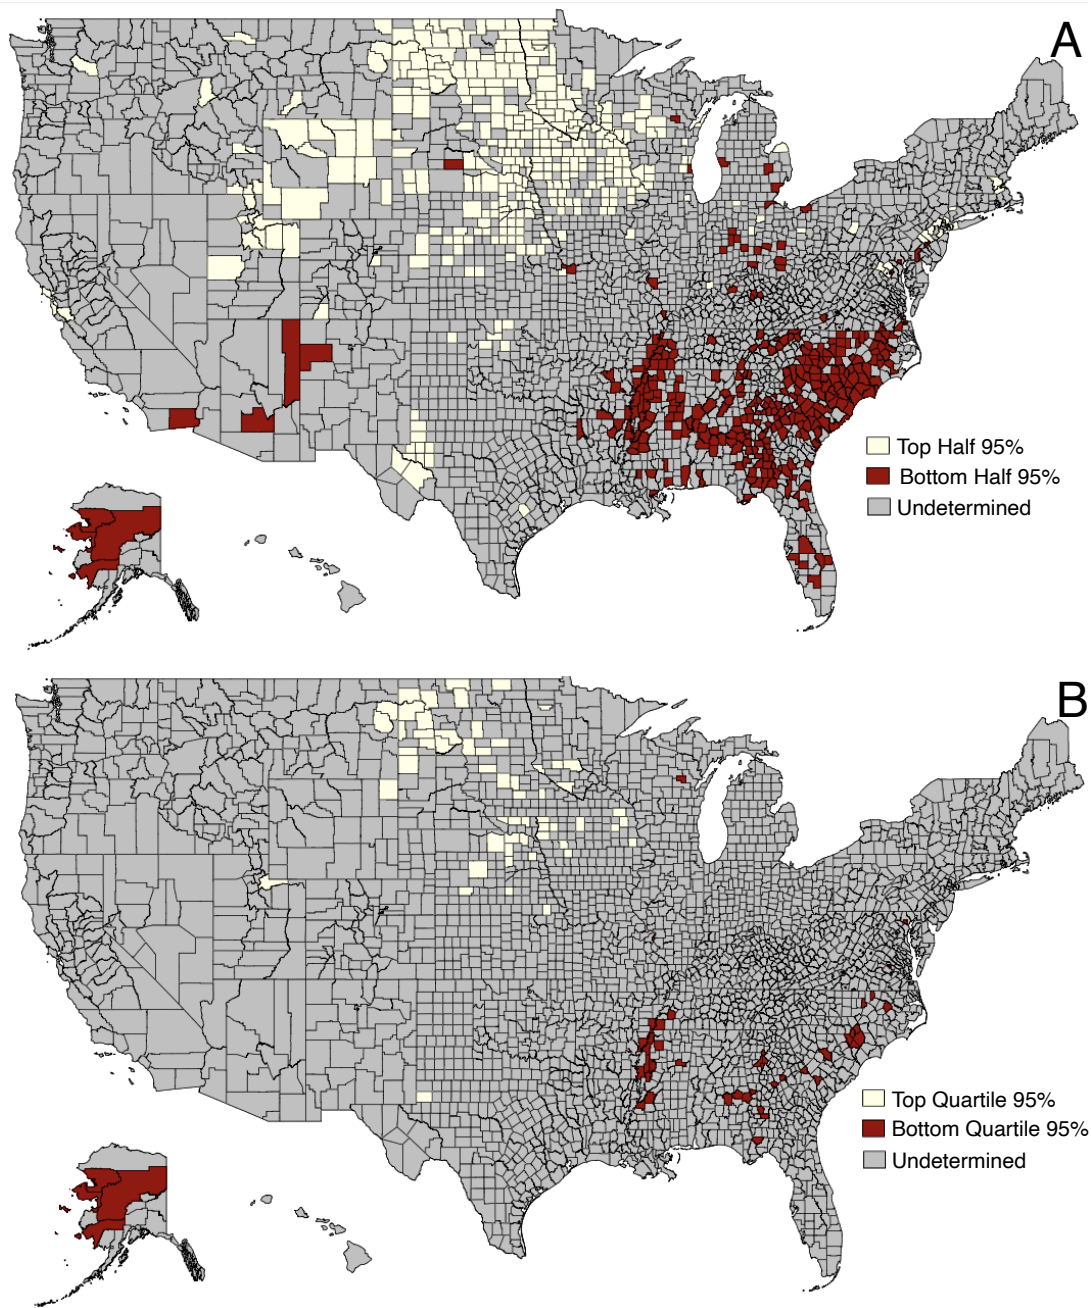 A
Top Half 95%
Bottom Half 95%
Undetermined
B
Top Quartile 95%
Bottom Quartile 95%
Undetermined